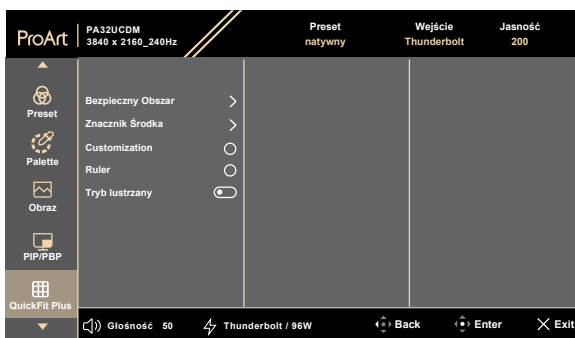 ProArt
PA32UCDM
3840 x 2160_240Hz
Preset
natywny
Wejście
Thunderbolt
Jasność
200
Preset
Palette
Obraz
PIP/PBP
QuickFit Plus
Bezpieczny Obszar
Znacznik Środka
Customization
Ruler
Tryb lustrzany
Głośność 50
Thunderbolt / 96W
Back
Enter
Exit